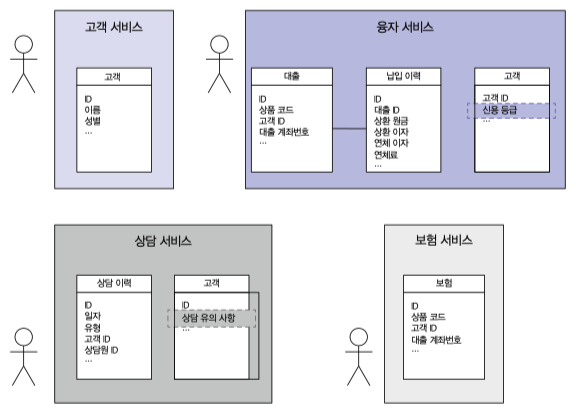 고객 서비스
고객
ID
이름
성별
...
융자 서비스
대출
ID
상품 코드
고객 ID
대출 계좌번호
...
납입 이력
ID
대출 ID
상환 원금
상환 이자
연체 이자
연체료
...
고객
고객 ID
신용 등급
...
상담 서비스
상담 이력
ID
일자
유형
고객 ID
상담원 ID
...
고객
ID
상담 유의 사항
...
보험 서비스
보험
ID
상품 코드
고객 ID
대출 계좌번호
...